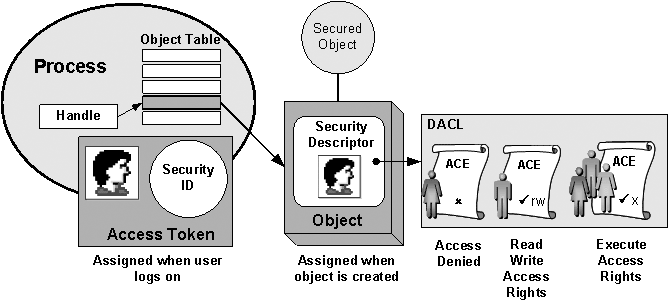 Process
Object Table
Handle
Security
ID
Access Token
Assigned when user
logs on
Secured
Object
Security
Descriptor
Object
Assigned when
object is created
DACL
ACE
x
ACE
✓rw
ACE
✓x
Access
Denied
Read
Write
Access
Rights
Execute
Access
Rights